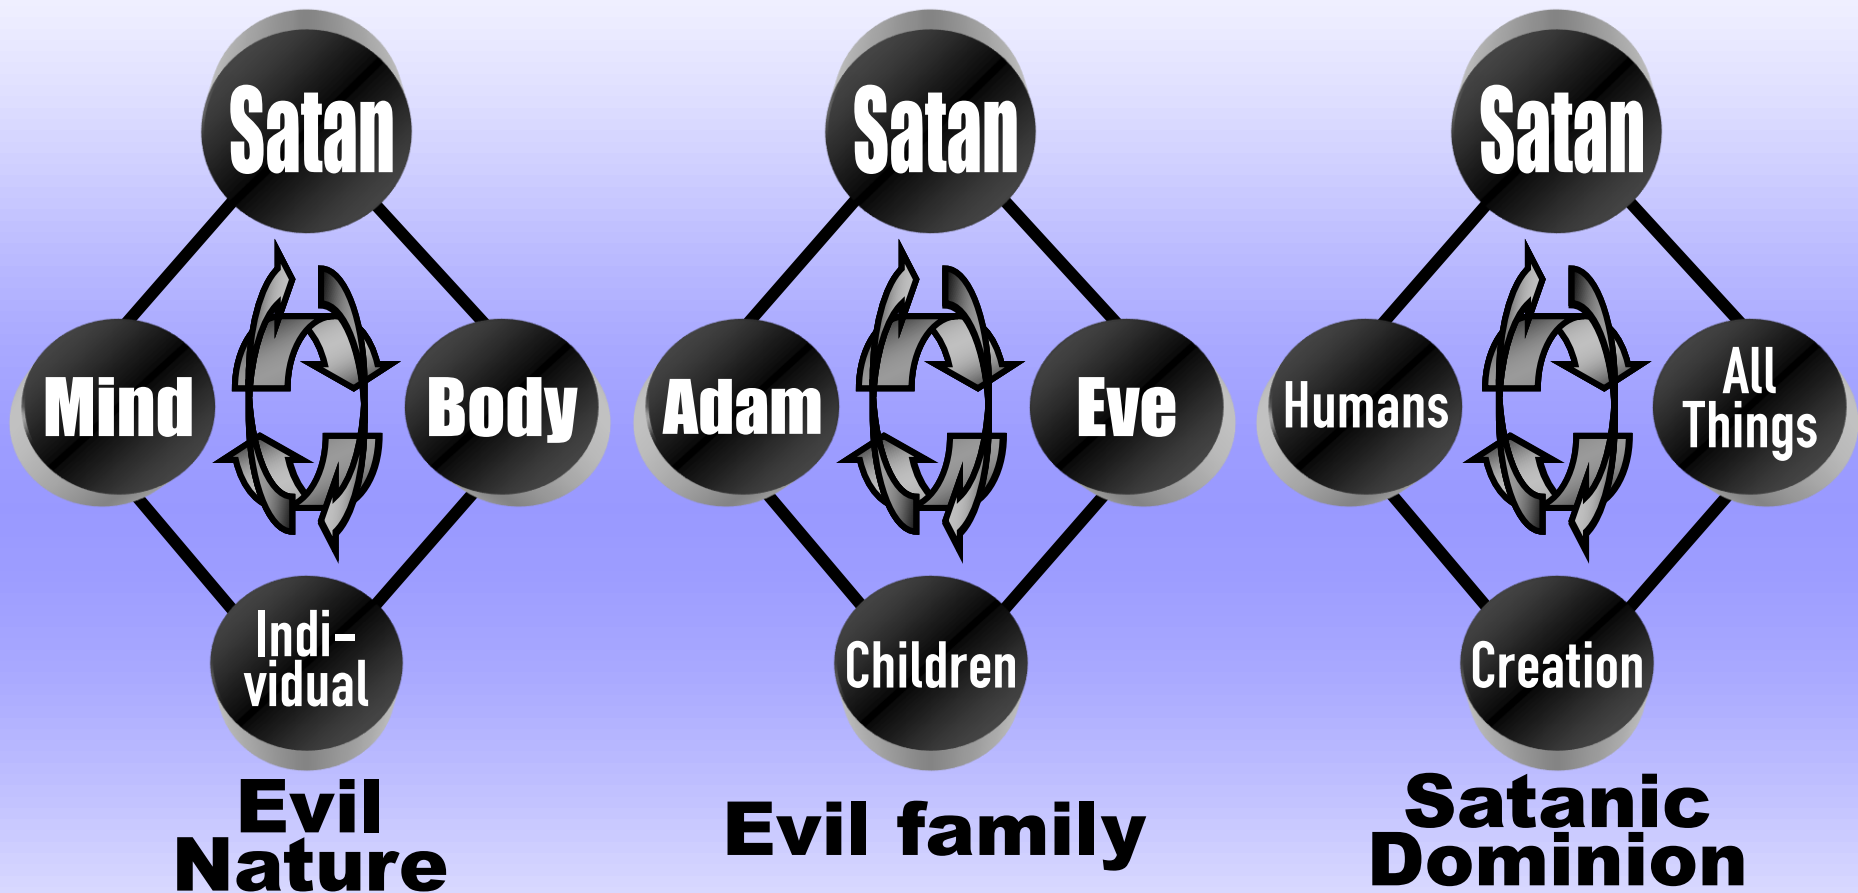 Satan
Mind
Body
Indi-
vidual
Evil
Nature
Satan
Adam
Eve
Children
Evil family
Satan
Humans
All
Things
Creation
Satanic
Dominion